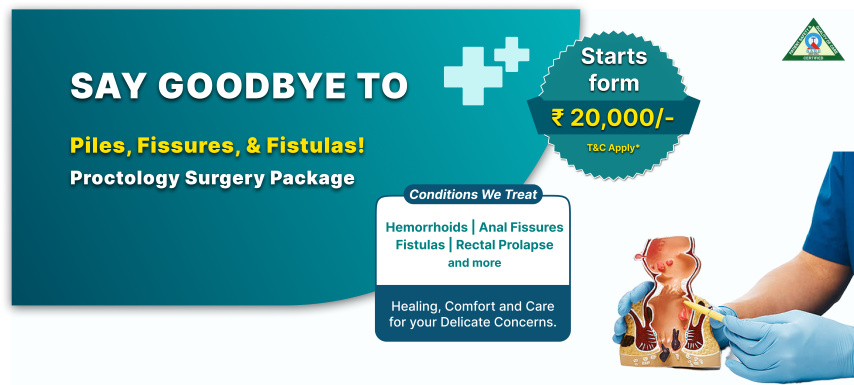 SAY GOODBYE TO
Piles, Fissures, & Fistulas!
Proctology Surgery Package
Starts
form
₹ 20,000/-
T&C Apply*
Conditions We Treat
Hemorrhoids | Anal Fissures
Fistulas | Rectal Prolapse
and more
Healing, Comfort and Care
for your Delicate Concerns.
CERTIFIED